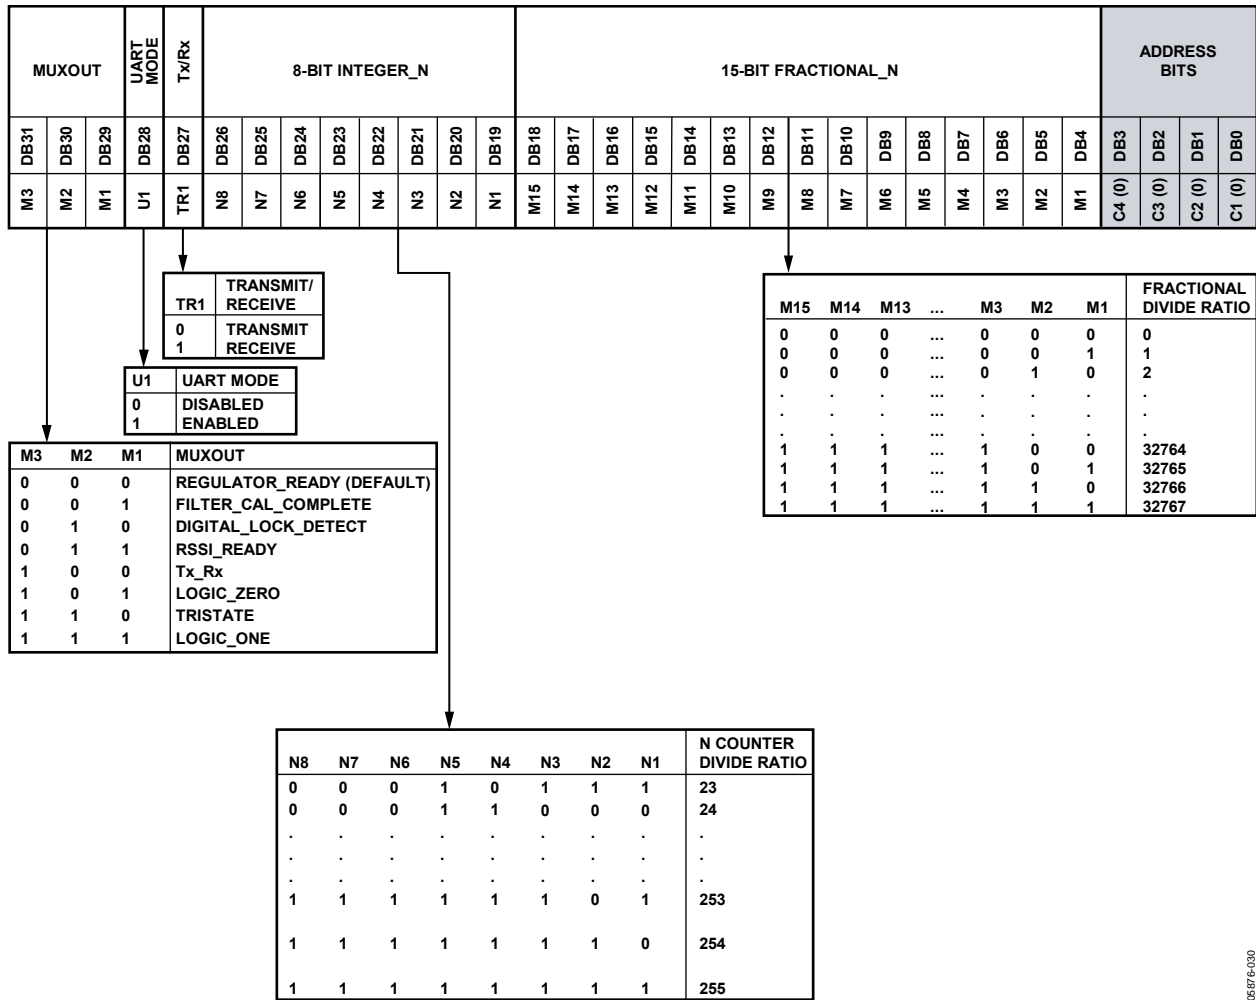 MUXOUT UART MODE Tx/Rx 8-BIT INTEGER_N 15-BIT FRACTIONAL_N ADDRESS BITS
DB31 DB30 DB29 DB28 DB27 DB26 DB25 DB24 DB23 DB22 DB21 DB20 DB19 DB18 DB17 DB16 DB15 DB14 DB13 DB12 DB11 DB10 DB9 DB8 DB7 DB6 DB5 DB4 DB3 DB2 DB1 DB0
M3 M2 M1 U1 TR1 N8 N7 N6 N5 N4 N3 N2 N1 M15 M14 M13 M12 M11 M10 M9 M8 M7 M6 M5 M4 M3 M2 M1 C4 (0) C3 (0) C2 (0) C1 (0)
TR1 TRANSMIT/ RECEIVE
0 TRANSMIT
1 RECEIVE
U1 UART MODE
0 DISABLED
1 ENABLED
M3 M2 M1 MUXOUT
0 0 0 REGULATOR_READY (DEFAULT)
0 0 1 FILTER_CAL_COMPLETE
0 1 0 DIGITAL_LOCK_DETECT
0 1 1 RSSI_READY
1 0 0 Tx_Rx
1 0 1 LOGIC_ZERO
1 1 0 TRISTATE
1 1 1 LOGIC_ONE
M15 M14 M13 ... M3 M2 M1 FRACTIONAL DIVIDE RATIO
0 0 0 ... 0 0 0 0
0 0 0 ... 0 0 1 1
0 0 0 ... 0 1 0 2
. . . ... . . . .
. . . ... . . . .
. . . ... . . . .
1 1 1 ... 1 0 0 32764
1 1 1 ... 1 0 1 32765
1 1 1 ... 1 1 0 32766
1 1 1 ... 1 1 1 32767
N8 N7 N6 N5 N4 N3 N2 N1 N COUNTER DIVIDE RATIO
0 0 0 1 0 1 1 1 23
0 0 0 1 1 0 0 0 24
. . . . . . . . .
. . . . . . . . .
. . . . . . . . .
1 1 1 1 1 1 0 1 253
1 1 1 1 1 1 1 0 254
1 1 1 1 1 1 1 1 255
05876-030